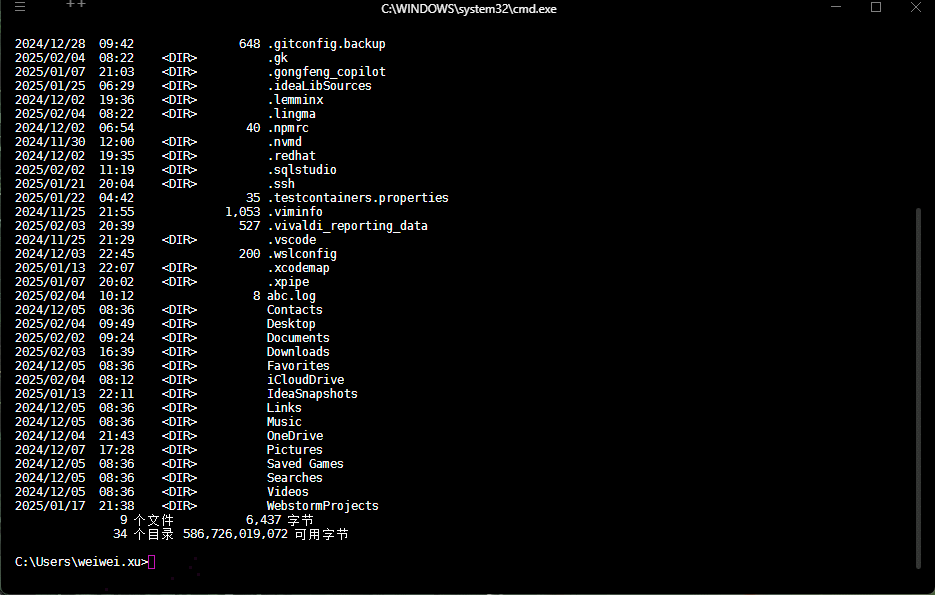 C:\WINDOWS\system32\cmd.exe
2024/12/28  09:42               648 .gitconfig.backup
2025/02/04  08:22    <DIR>          .gk
2025/01/07  21:03    <DIR>          .gongfeng_copilot
2025/01/25  06:29    <DIR>          .ideaLibSources
2024/12/02  19:36    <DIR>          .lemminx
2025/02/04  08:22    <DIR>          .lingma
2024/12/02  06:54                40 .npmrc
2024/11/30  12:00    <DIR>          .nvmd
2024/12/02  19:35    <DIR>          .redhat
2025/02/02  11:19    <DIR>          .sqlstudio
2025/01/21  20:04    <DIR>          .ssh
2025/01/22  04:42                35 .testcontainers.properties
2024/11/25  21:55             1,053 .viminfo
2025/02/03  20:39               527 .vivaldi_reporting_data
2024/11/25  21:29    <DIR>          .vscode
2024/12/03  22:45               200 .wslconfig
2025/01/13  22:07    <DIR>          .xcodemap
2025/01/07  20:02    <DIR>          .xpipe
2025/02/04  10:12                 8 abc.log
2024/12/05  08:36    <DIR>          Contacts
2025/02/04  09:49    <DIR>          Desktop
2025/02/02  09:24    <DIR>          Documents
2025/02/03  16:39    <DIR>          Downloads
2024/12/05  08:36    <DIR>          Favorites
2025/02/04  08:12    <DIR>          iCloudDrive
2025/01/13  22:11    <DIR>          IdeaSnapshots
2024/12/05  08:36    <DIR>          Links
2024/12/05  08:36    <DIR>          Music
2024/12/04  21:43    <DIR>          OneDrive
2024/12/07  17:28    <DIR>          Pictures
2024/12/05  08:36    <DIR>          Saved Games
2024/12/05  08:36    <DIR>          Searches
2024/12/05  08:36    <DIR>          Videos
2025/01/17  21:38    <DIR>          WebstormProjects
9 个文件          6,437 字节
34 个目录 586,726,019,072 可用字节
C:\Users\weiwei.xu>